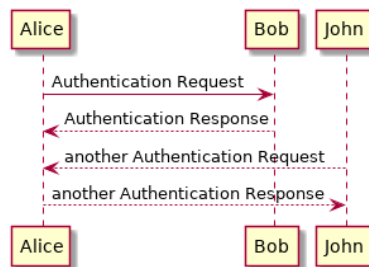 Alice Bob John
Authentication Request
Authentication Response
another Authentication Request
another Authentication Response
Alice Bob John